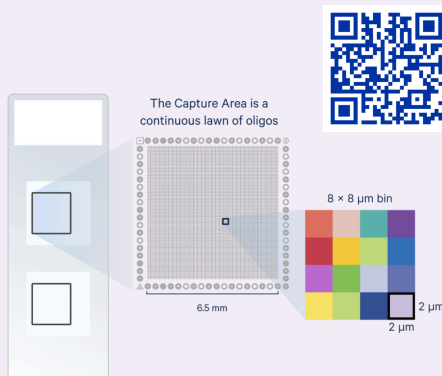 The Capture Area is a
continuous lawn of oligos
8 × 8 µm bin
6.5 mm
2 µm
2 µm